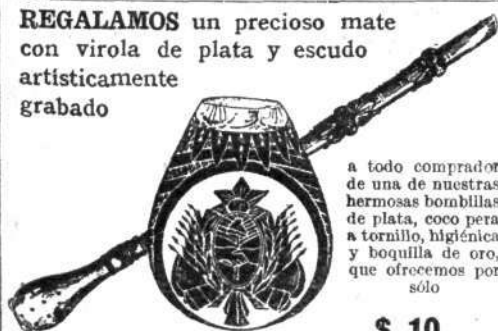 REGALAMOS un precioso mate
con virola de plata y escudo
artísticamente
grabado
a todo comprador
de una de nuestras
hermosas bombillas
de plata, coco pera
a tornillo, higiénica
y boquilla de oro,
que ofrecemos por
sólo
$ 10